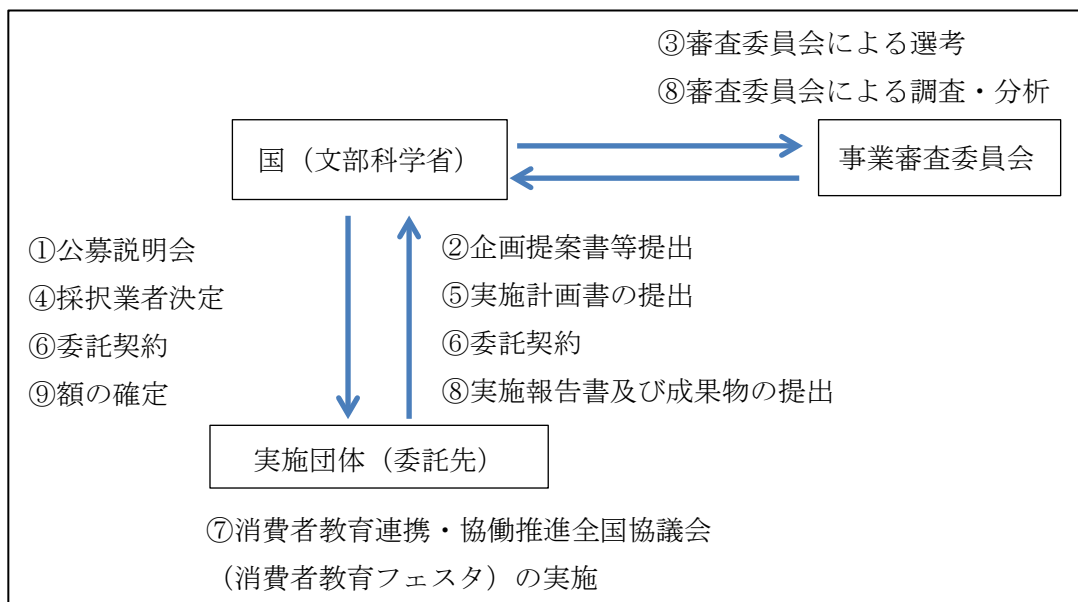 ③審査委員会による選考
⑧審査委員会による調査・分析
国（文部科学省）
事業審査委員会
①公募説明会
④採択業者決定
⑥委託契約
⑨額の確定
②企画提案書等提出
⑤実施計画書の提出
⑥委託契約
⑧実施報告書及び成果物の提出
実施団体（委託先）
⑦消費者教育連携・協働推進全国協議会
（消費者教育フェスタ）の実施